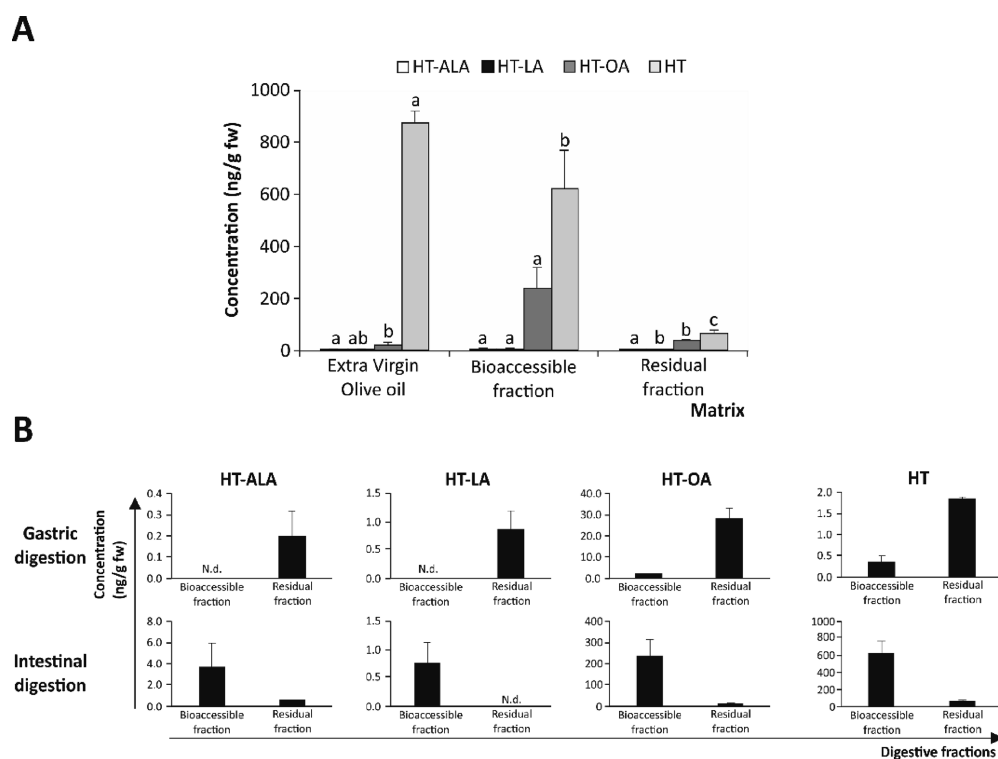 A
HT-ALA HT-LA HT-OA HT
Concentration (ng/g fw)
1000
800
600
400
200
0
a ab b a
a a a b
a b b c
Extra Virgin
Olive oil
Bioaccessible
fraction
Residual
fraction
Matrix
B
HT-ALA HT-LA HT-OA HT
Concentration
(ng/g fw)
Gastric
digestion
0.4
0.3
0.2
0.1
0.0
N.d.
Bioaccessible
fraction
Residual
fraction
1.5
1.0
0.5
0.0
N.d.
Bioaccessible
fraction
Residual
fraction
40.0
30.0
20.0
10.0
0.0
Bioaccessible
fraction
Residual
fraction
2.0
1.5
1.0
0.5
0.0
Bioaccessible
fraction
Residual
fraction
Intestinal
digestion
8.0
6.0
4.0
2.0
0.0
Bioaccessible
fraction
Residual
fraction
1.5
1.0
0.5
0.0
N.d.
Bioaccessible
fraction
Residual
fraction
400
300
200
100
0
Bioaccessible
fraction
Residual
fraction
1000
800
600
400
200
0
Bioaccessible
fraction
Residual
fraction
Digestive fractions